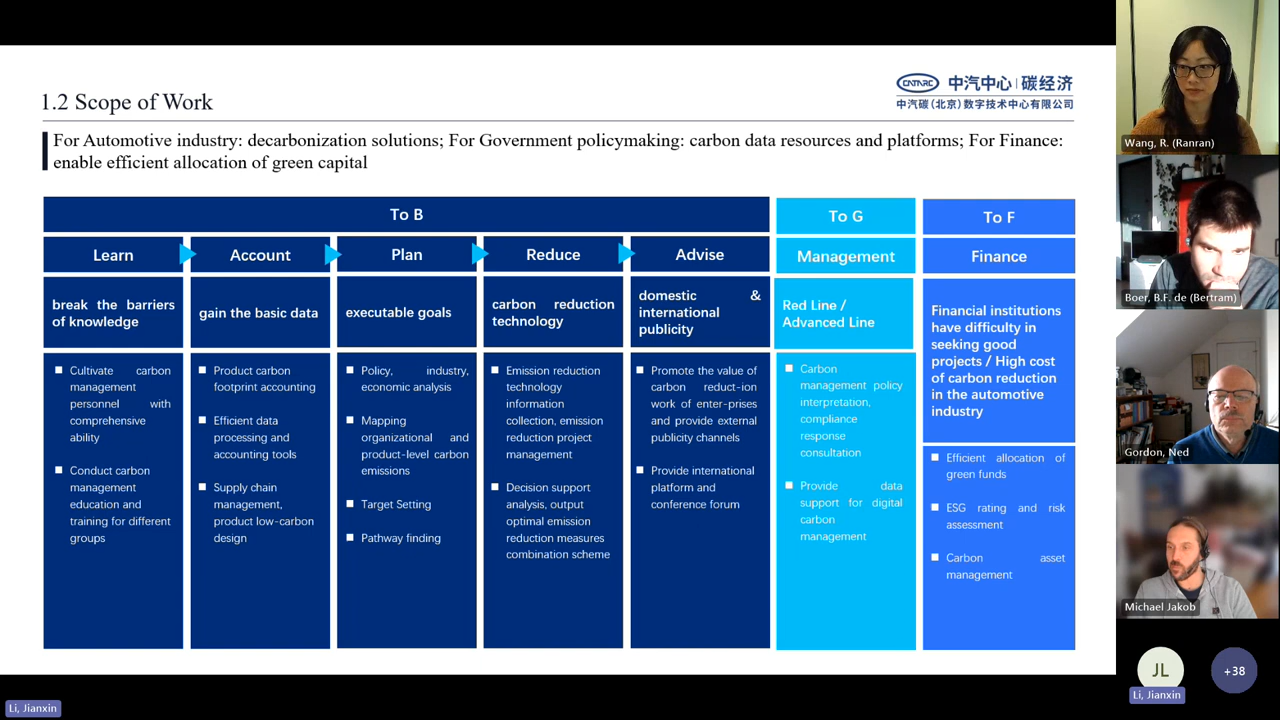 1.2 Scope of Work
CATARC
中汽中心 | 碳经济
中汽碳(北京)数字技术中心有限公司
For Automotive industry: decarbonization solutions; For Government policymaking: carbon data resources and platforms; For Finance:
enable efficient allocation of green capital
To B
To G
To F
Learn
Account
Plan
Reduce
Advise
Management
Finance
break the barriers
of knowledge
gain the basic data
executable goals
carbon reduction
technology
domestic &
international
publicity
Red Line /
Advanced Line
Financial institutions
have difficulty in
seeking good
projects / High cost
of carbon reduction
in the automotive
industry
Cultivate carbon
management
personnel with
comprehensive
ability
Conduct carbon
management
education and
training for different
groups
Product carbon
footprint accounting
Efficient data
processing and
accounting tools
Supply chain
management,
product low-carbon
design
Policy, industry,
economic analysis
Mapping
organizational and
product-level carbon
emissions
Target Setting
Pathway finding
Emission reduction
technology
information
collection, emission
reduction project
management
Decision support
analysis, output
optimal emission
reduction measures
combination scheme
Promote the value of
carbon reduct-ion
work of enter-prises
and provide external
publicity channels
Provide international
platform and
conference forum
Carbon
management policy
interpretation,
compliance
response
consultation
Provide data
support for digital
carbon
management
Efficient allocation of
green funds
ESG rating and risk
assessment
Carbon asset
management
Wang, R. (Ranran)
Boer, B.F. de (Bertram)
Gordon, Ned
Michael Jakob
JL
+38
Li, Jianxin
Li, Jianxin